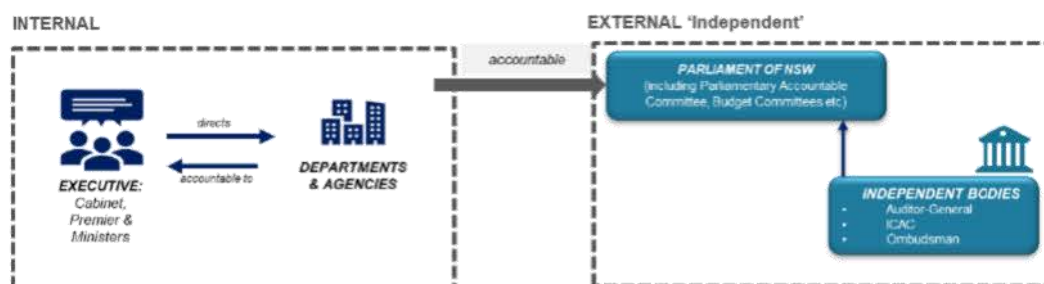 INTERNAL
EXTERNAL ‘Independent’
accountable
PARLIAMENT OF NSW
(including Parliamentary Accountable
Committee, Budget Committees etc)
directs
accountable to
EXECUTIVE:
Cabinet,
Premier &
Ministers
DEPARTMENTS
& AGENCIES
INDEPENDENT BODIES
• Auditor-General
• ICAC
• Ombudsman